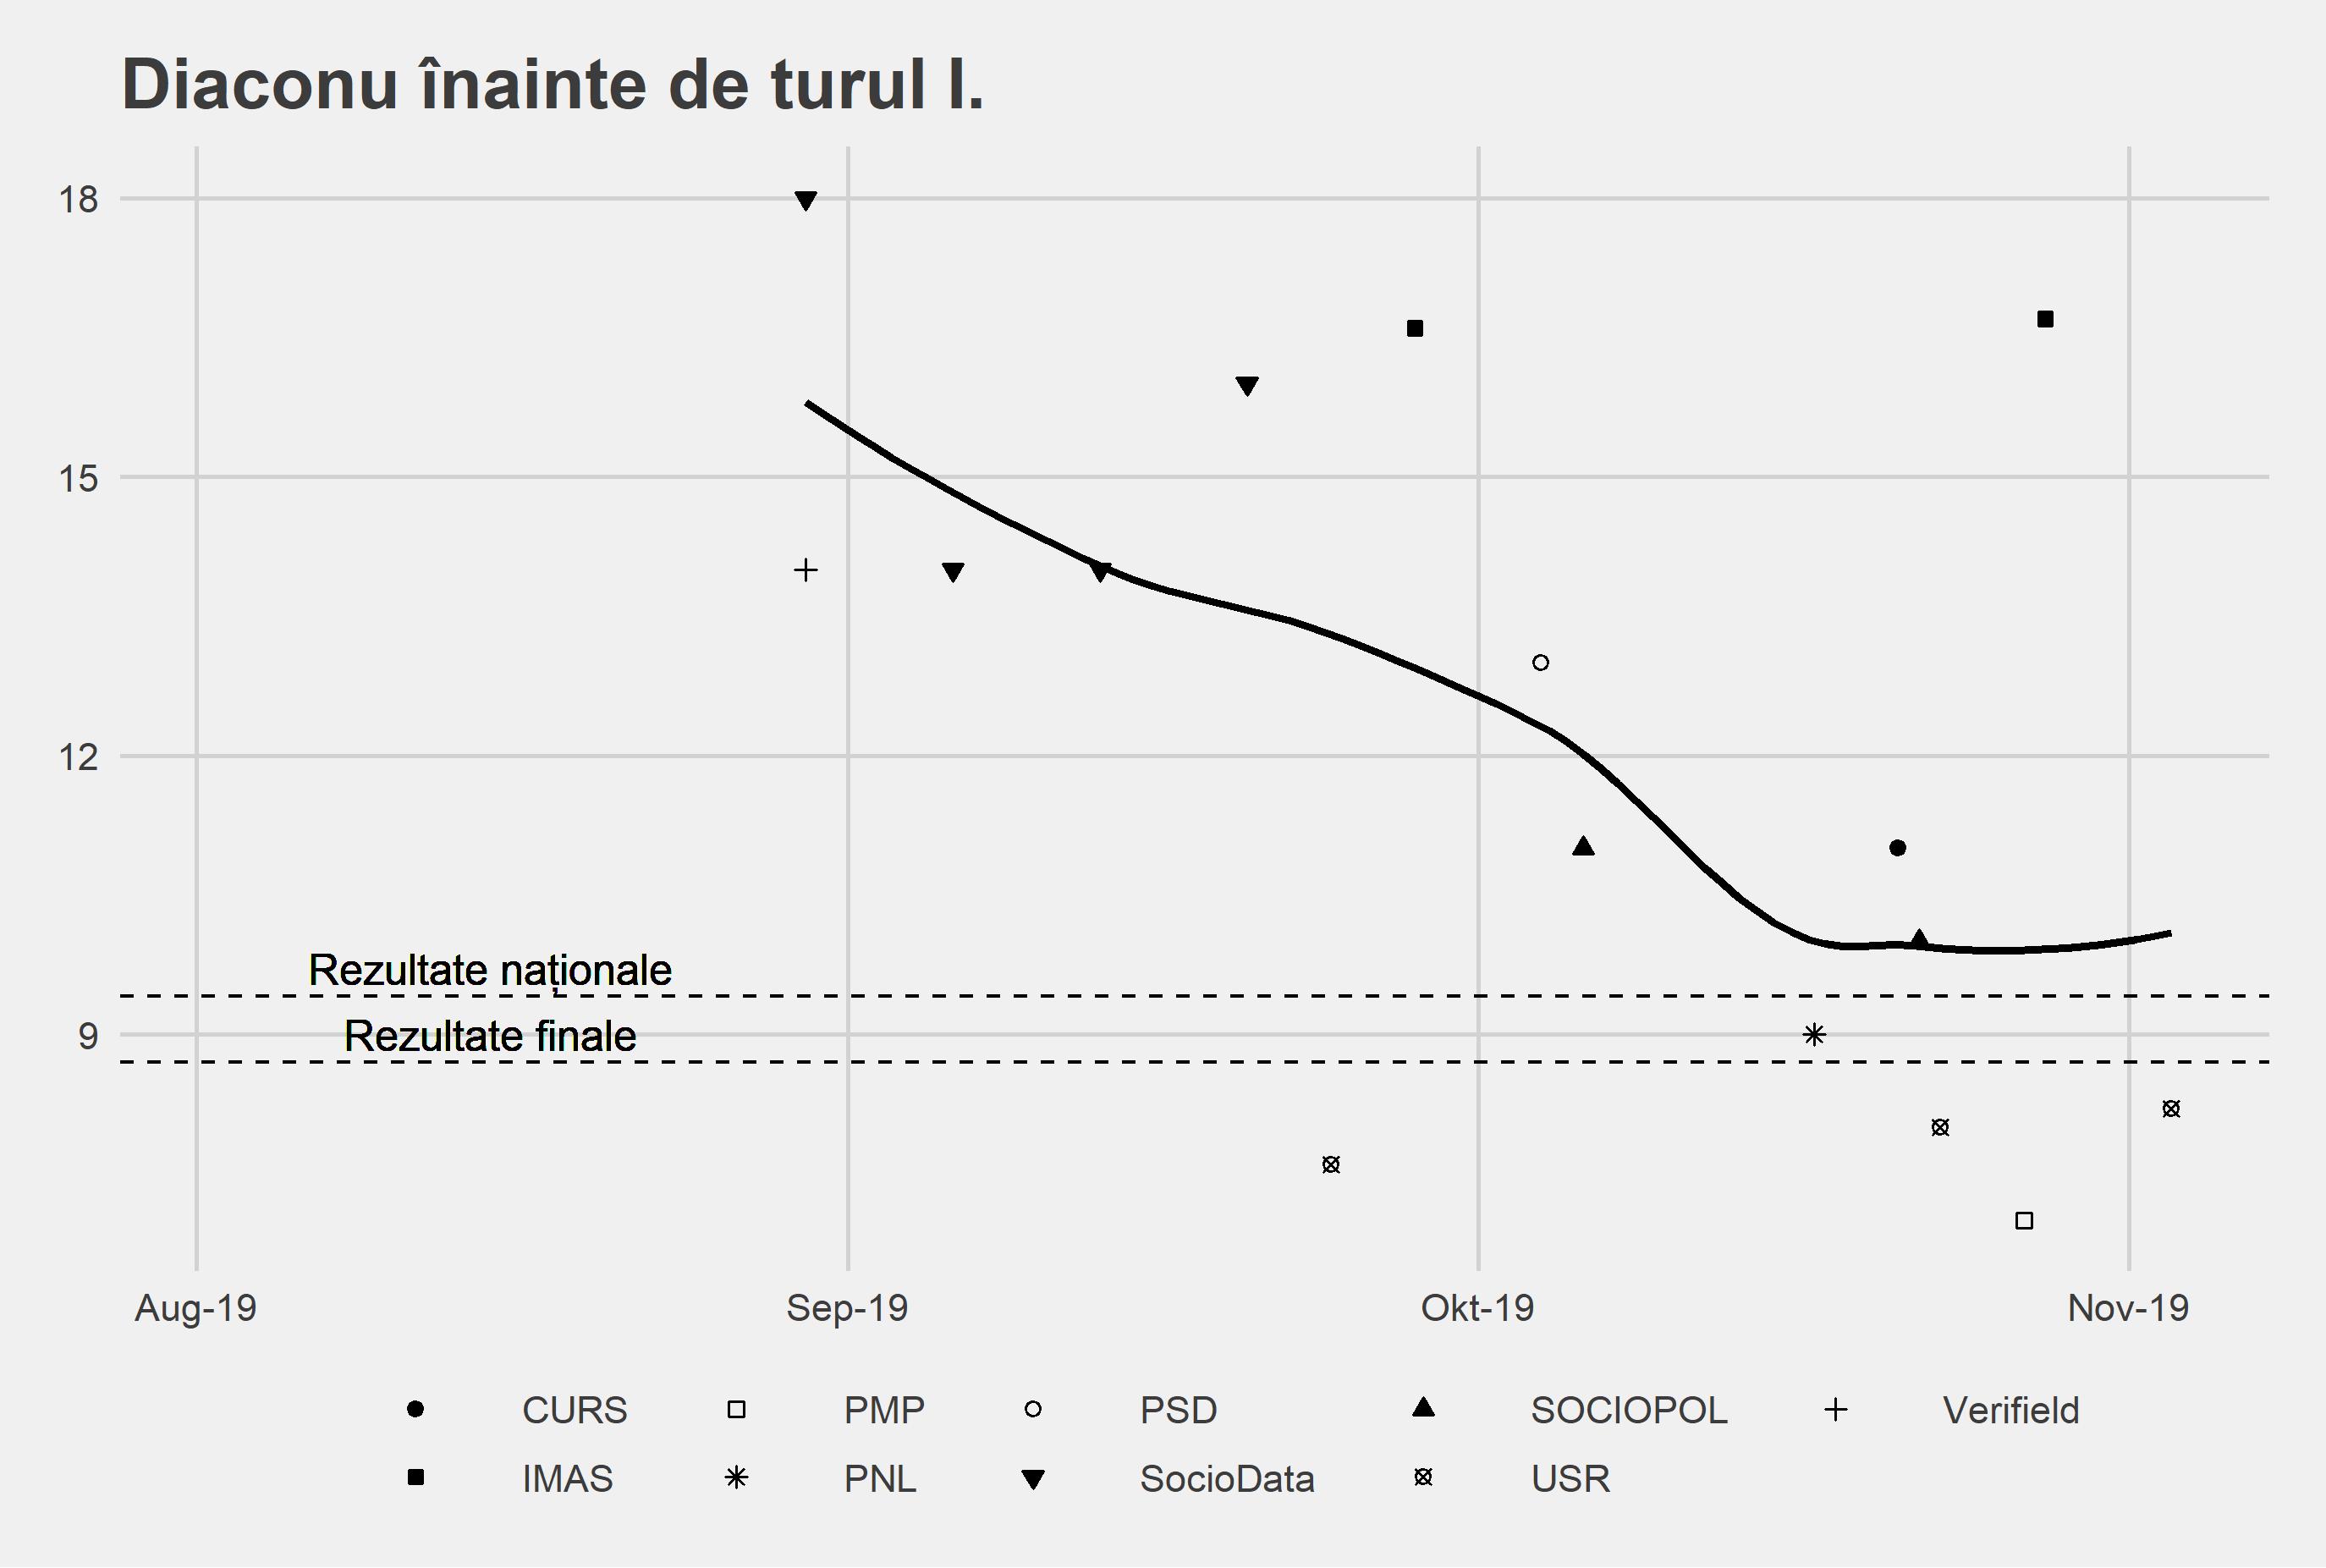 Diaconu înainte de turul I.
18
15
12
9
Rezultate naționale
Rezultate finale
Aug-19 Sep-19 Okt-19 Nov-19
CURS PMP PSD SOCIOPOL Verifield
IMAS PNL SocioData USR